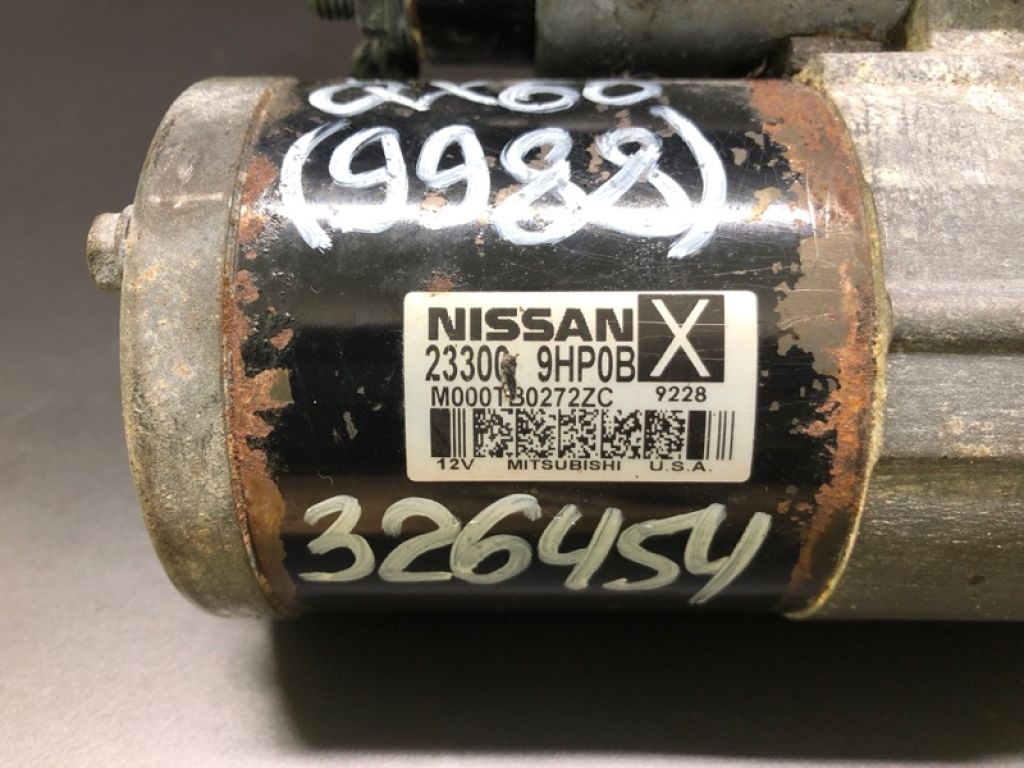 QX60
(9988)
NISSAN X
23300 9HP0B
M000TB0272ZC 9228
12V MITSUBISHI U.S.A.
326454